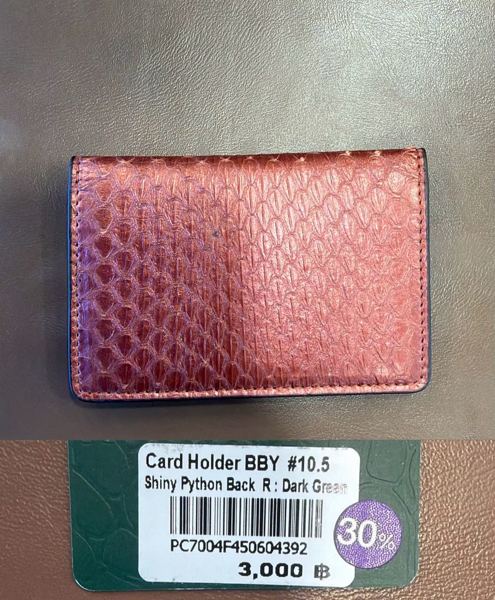 Card Holder BBY #10.5
Shiny Python Back R : Dark Green
30%
PC7004F450604392
3,000 ฿